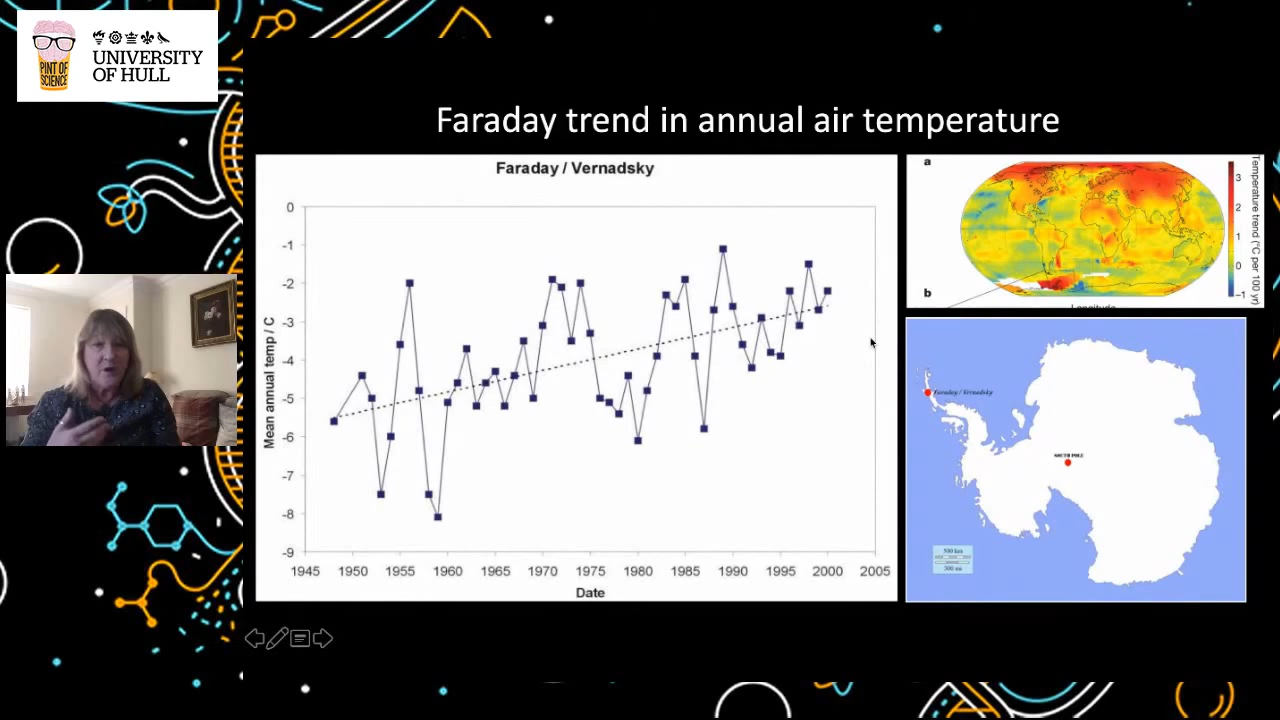 PINT OF
SCIENCE
UNIVERSITY
OF HULL
Faraday trend in annual air temperature
Faraday / Vernadsky
Mean annual temp / C
0
-1
-2
-3
-4
-5
-6
-7
-8
-9
1945 1950 1955 1960 1965 1970 1975 1980 1985 1990 1995 2000 2005
Date
a
b
3
2
1
0
-1
Temperature trend (°C per 100 yr)
Longitude
Faraday / Vernadsky
SOUTH POLE
500 km